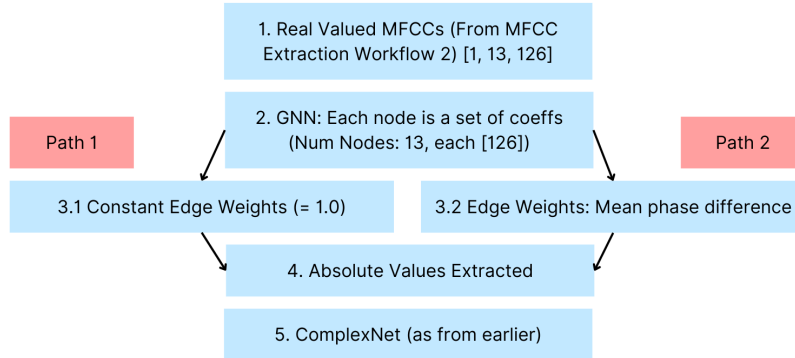 1. Real Valued MFCCs (From MFCC
Extraction Workflow 2) [1, 13, 126]
2. GNN: Each node is a set of coeffs
(Num Nodes: 13, each [126])
Path 1
Path 2
3.1 Constant Edge Weights (= 1.0)
3.2 Edge Weights: Mean phase difference
4. Absolute Values Extracted
5. ComplexNet (as from earlier)